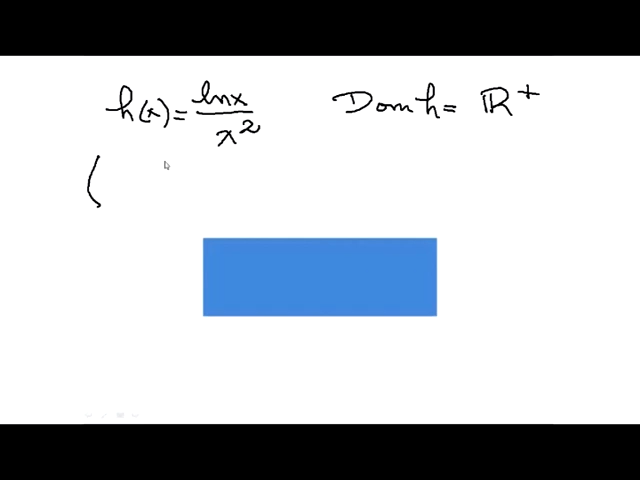 h(x) = lnx / x² Dom h = ℝ⁺
(